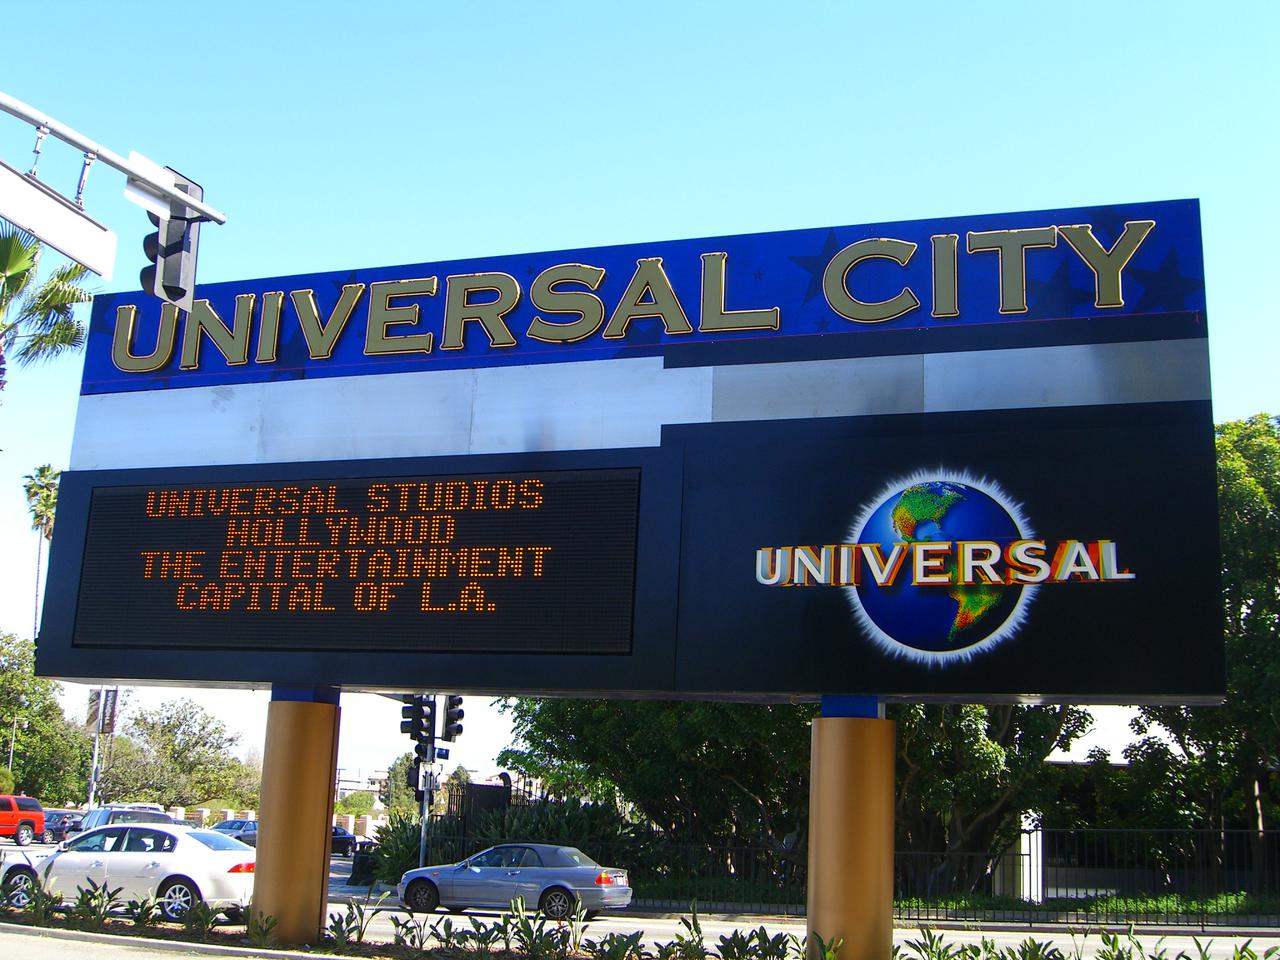 UNIVERSAL CITY
UNIVERSAL STUDIOS
HOLLYWOOD
THE ENTERTAINMENT
CAPITAL OF L.A.
UNIVERSAL